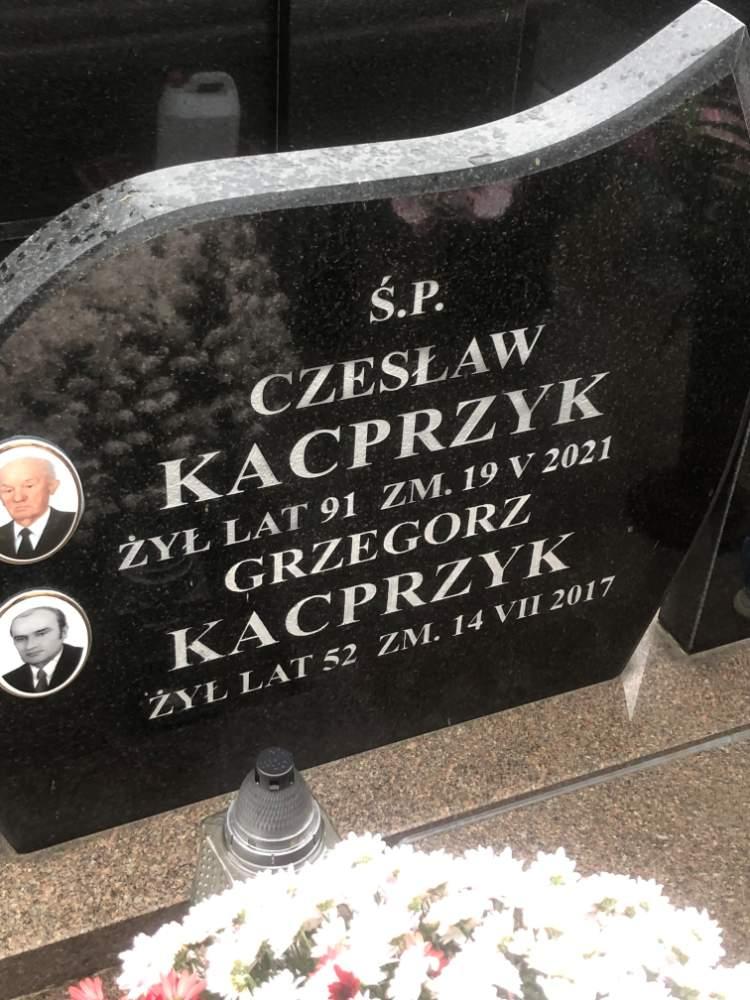 Ś.P.
CZESŁAW
KACPRZYK
ŻYŁ LAT 91 ZM. 19 V 2021
GRZEGORZ
KACPRZYK
ŻYŁ LAT 52 ZM. 14 VII 2017